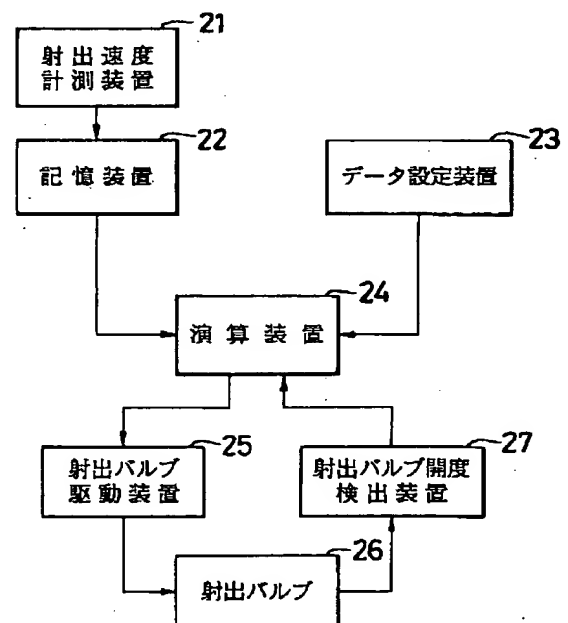 21
射出速度
計測装置
22
記憶装置
23
データ設定装置
24
演算装置
25
射出バルブ
駆動装置
27
射出バルブ開度
検出装置
26
射出バルブ